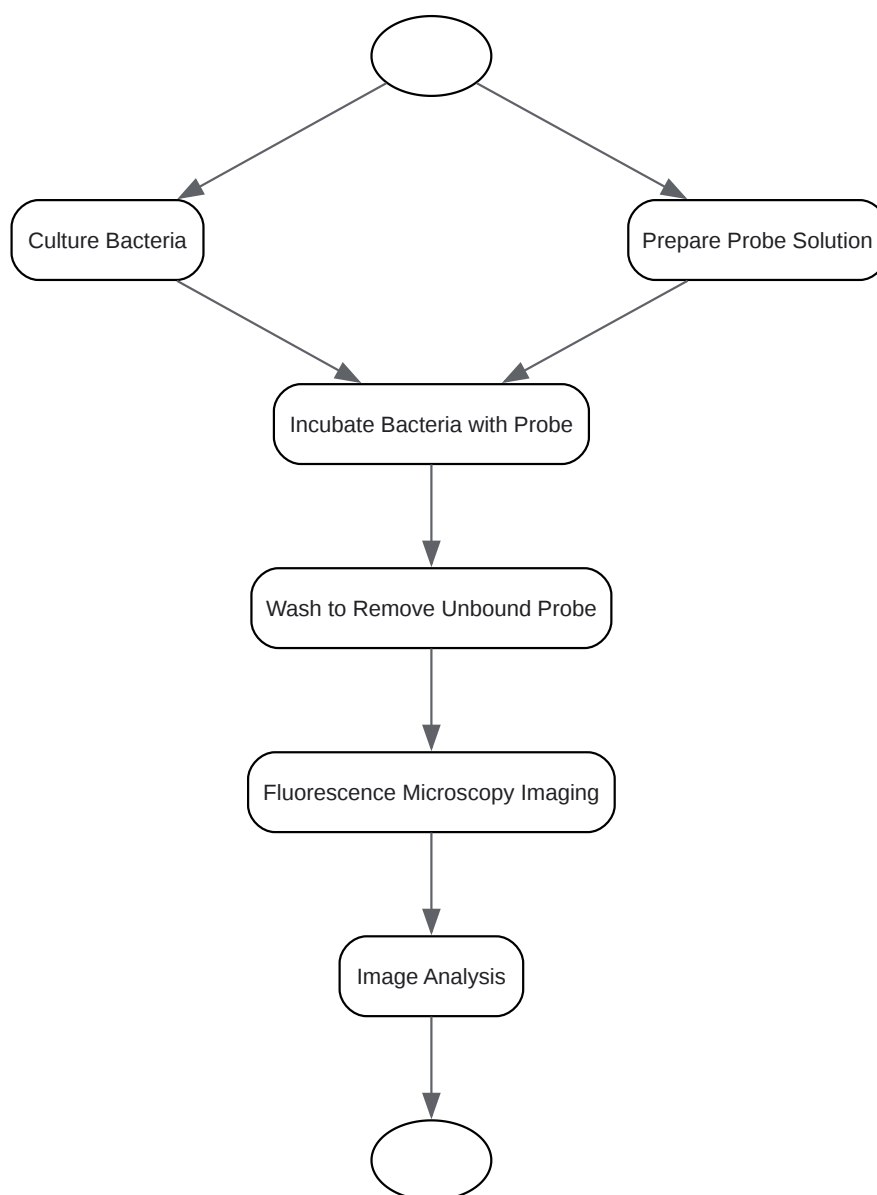 Culture Bacteria
Prepare Probe Solution
Incubate Bacteria with Probe
Wash to Remove Unbound Probe
Fluorescence Microscopy Imaging
Image Analysis